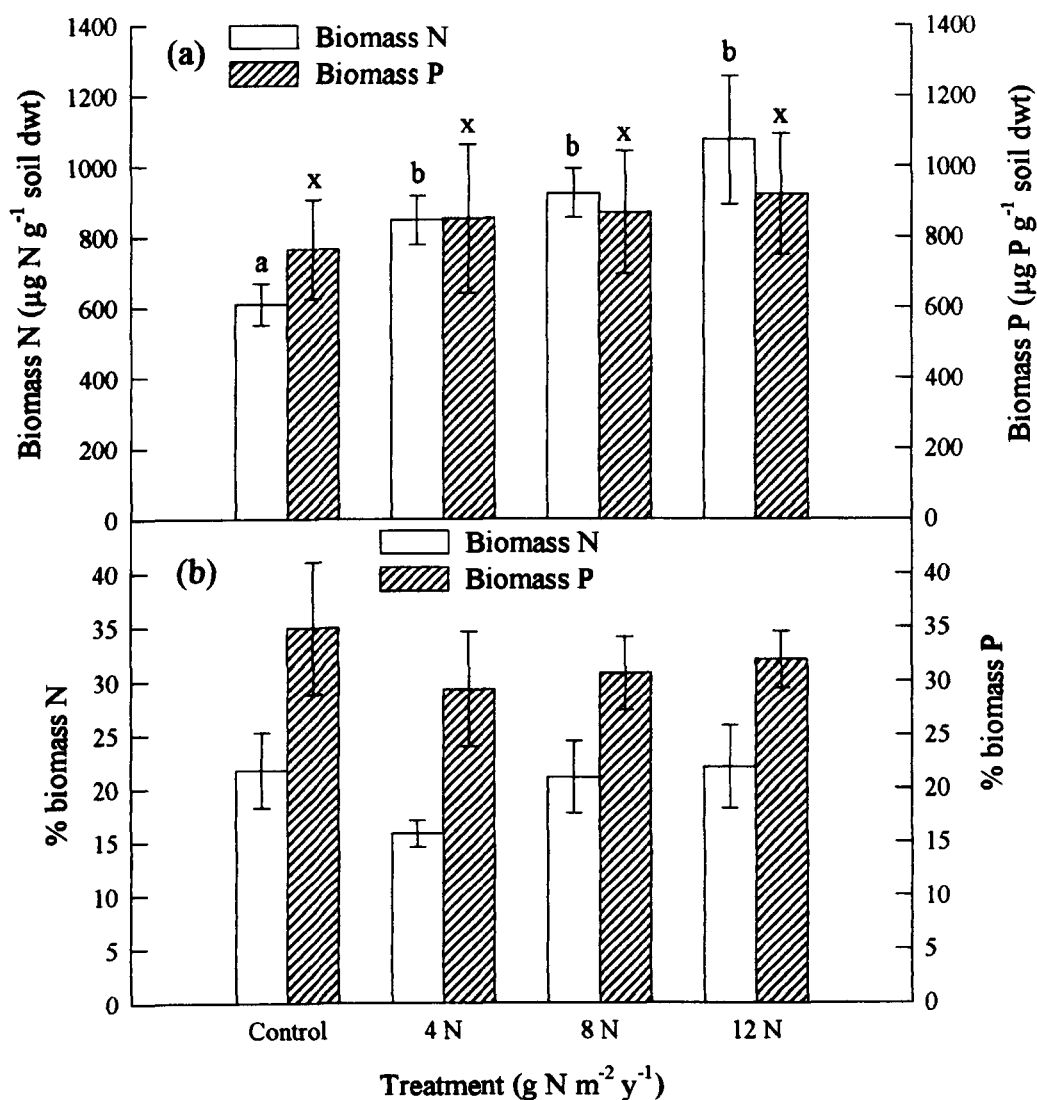 (a)
Biomass N
Biomass P
Biomass N (µg N g⁻¹ soil dwt)
1400
1200
1000
800
600
400
200
0
a
x
b
x
b
x
b
x
1400
1200
1000
800
600
400
200
0
Biomass P (µg P g⁻¹ soil dwt)
(b)
Biomass N
Biomass P
% biomass N
40
35
30
25
20
15
10
5
0
40
35
30
25
20
15
10
5
0
% biomass P
Control 4 N 8 N 12 N
Treatment (g N m⁻² y⁻¹)